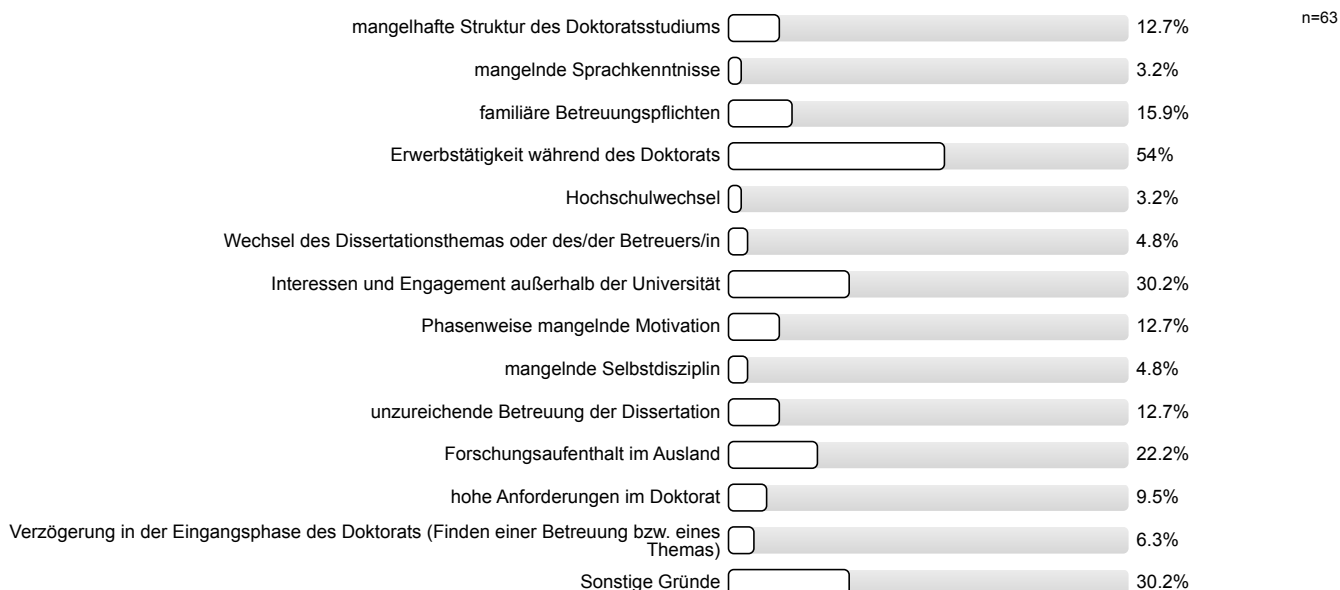 mangelhafte Struktur des Doktoratsstudiums 12.7% n=63
mangelnde Sprachkenntnisse 3.2%
familiäre Betreuungspflichten 15.9%
Erwerbstätigkeit während des Doktorats 54%
Hochschulwechsel 3.2%
Wechsel des Dissertationsthemas oder des/der Betreuers/in 4.8%
Interessen und Engagement außerhalb der Universität 30.2%
Phasenweise mangelnde Motivation 12.7%
mangelnde Selbstdisziplin 4.8%
unzureichende Betreuung der Dissertation 12.7%
Forschungsaufenthalt im Ausland 22.2%
hohe Anforderungen im Doktorat 9.5%
Verzögerung in der Eingangsphase des Doktorats (Finden einer Betreuung bzw. eines
Themas) 6.3%
Sonstige Gründe 30.2%